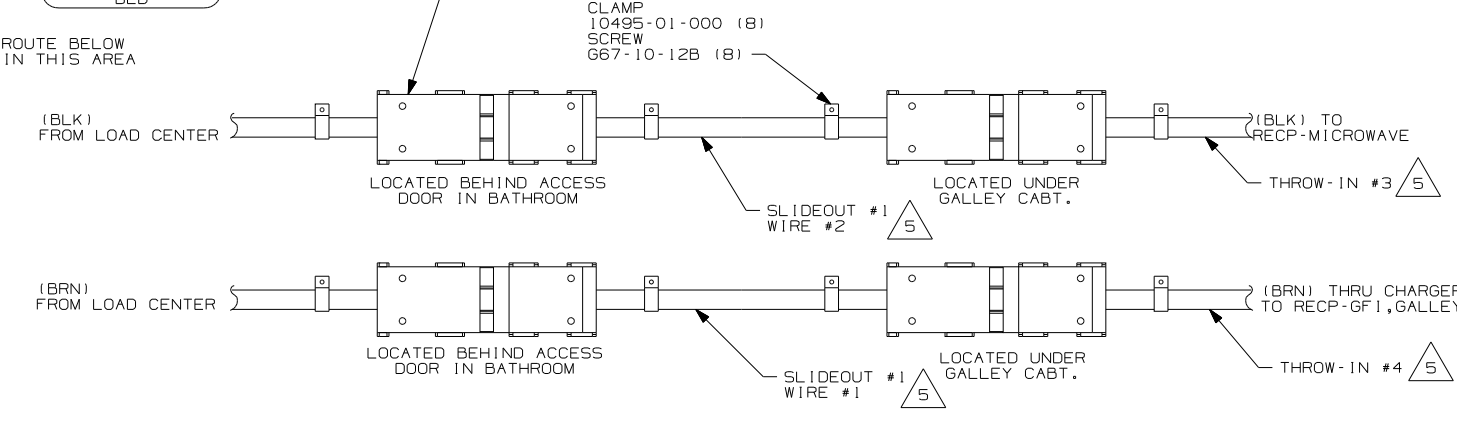 BED
ROUTE BELOW
IN THIS AREA
CLAMP
10495-01-000 (8)
SCREW
G67-10-12B (8)
(BLK)
FROM LOAD CENTER
(BLK) TO
RECP-MICROWAVE
LOCATED BEHIND ACCESS
DOOR IN BATHROOM
LOCATED UNDER
GALLEY CABT.
THROW-IN #3 5
SLIDEOUT #1
WIRE #2 5
(BRN)
FROM LOAD CENTER
(BRN) THRU CHARGER
TO RECP-GFI,GALLEY
LOCATED BEHIND ACCESS
DOOR IN BATHROOM
LOCATED UNDER
GALLEY CABT.
THROW-IN #4 5
SLIDEOUT #1
WIRE #1 5